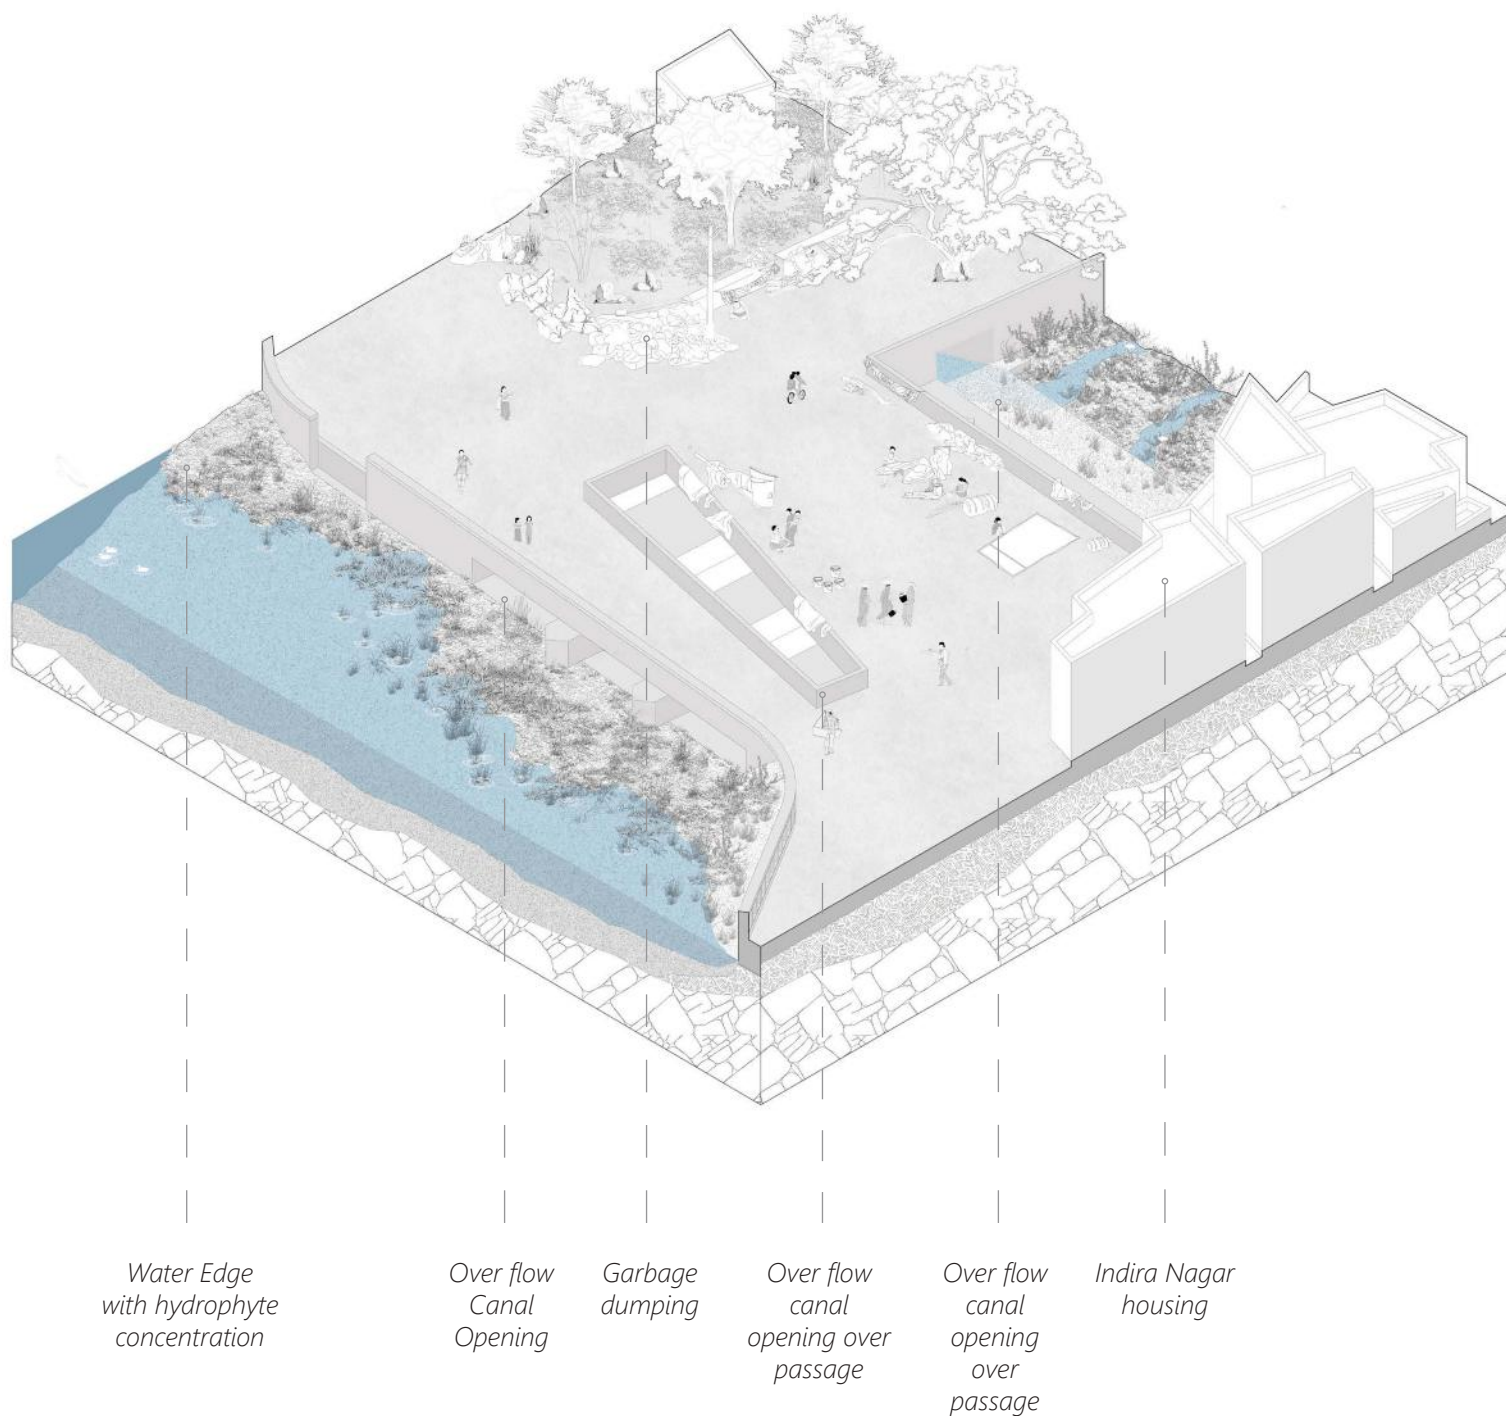 Water Edge
with hydrophyte
concentration
Over flow
Canal
Opening
Garbage
dumping
Over flow
canal
opening over
passage
Over flow
canal
opening
over
passage
Indira Nagar
housing